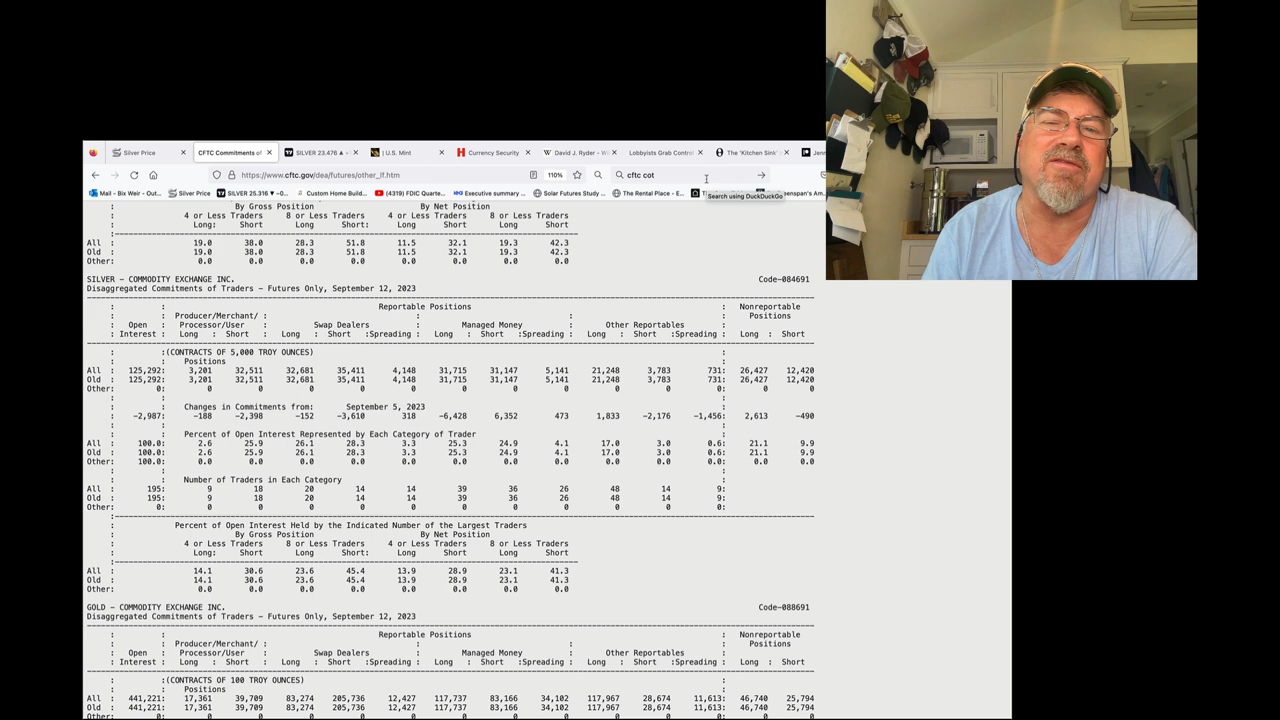 Silver Price × CFTC Commitments of × SILVER 23.476 ▲ × | U.S. Mint × Currency Security × David J. Ryder - Wi × Lobbyists Grab Contr × The 'Kitchen Sink' × Jenn
https://www.cftc.gov/dea/futures/other_lf.htm 110% cftc cot
Mail - Bix Weir - Out... SILVER 25.316 Custom Home Build... (4319) FDIC Quarte... Executive summary ... Solar Futures Study ... The Rental Place - E...
Search using DuckDuckGo
: By Gross Position By Net Position
: 4 or Less Traders 8 or Less Traders 4 or Less Traders 8 or Less Traders
: Long: Short Long Short: Long Short Long Short
All : 19.0 38.0 28.3 51.8 11.5 32.1 19.3 42.3
Old : 19.0 38.0 28.3 51.8 11.5 32.1 19.3 42.3
Other: 0.0 0.0 0.0 0.0 0.0 0.0 0.0 0.0
SILVER - COMMODITY EXCHANGE INC. Code-084691
Disaggregated Commitments of Traders - Futures Only, September 12, 2023
: : Reportable Positions : Nonreportable
: : Producer/Merchant/ : : : : Positions
: Open : Processor/User : Swap Dealers : Managed Money : Other Reportables :
: Interest : Long : Short : Long : Short :Spreading : Long : Short :Spreading : Long : Short :Spreading : Long : Short
: :(CONTRACTS OF 5,000 TROY OUNCES) :
: : Positions :
All : 125,292: 3,201 32,511 32,681 35,411 4,148 31,715 31,147 5,141 21,248 3,783 731: 26,427 12,420
Old : 125,292: 3,201 32,511 32,681 35,411 4,148 31,715 31,147 5,141 21,248 3,783 731: 26,427 12,420
Other: 0: 0 0 0 0 0 0 0 0 0 0 0: 0 0
: : Changes in Commitments from: September 5, 2023 :
: -2,987: -188 -2,398 -152 -3,610 318 -6,428 6,352 473 1,833 -2,176 -1,456: 2,613 -490
: : Percent of Open Interest Represented by Each Category of Trader :
All : 100.0: 2.6 25.9 26.1 28.3 3.3 25.3 24.9 4.1 17.0 3.0 0.6: 21.1 9.9
Old : 100.0: 2.6 25.9 26.1 28.3 3.3 25.3 24.9 4.1 17.0 3.0 0.6: 21.1 9.9
Other: 100.0: 0.0 0.0 0.0 0.0 0.0 0.0 0.0 0.0 0.0 0.0 0.0: 0.0 0.0
: : Number of Traders in Each Category :
All : 195: 9 18 20 14 14 39 36 26 48 14 9:
Old : 195: 9 18 20 14 14 39 36 26 48 14 9:
Other: 0: 0 0 0 0 0 0 0 0 0 0 0:
: Percent of Open Interest Held by the Indicated Number of the Largest Traders
: By Gross Position By Net Position
: 4 or Less Traders 8 or Less Traders 4 or Less Traders 8 or Less Traders
: Long: Short Long Short: Long Short Long Short
All : 14.1 30.6 23.6 45.4 13.9 28.9 23.1 41.3
Old : 14.1 30.6 23.6 45.4 13.9 28.9 23.1 41.3
Other: 0.0 0.0 0.0 0.0 0.0 0.0 0.0 0.0
GOLD - COMMODITY EXCHANGE INC. Code-088691
Disaggregated Commitments of Traders - Futures Only, September 12, 2023
: : Reportable Positions : Nonreportable
: : Producer/Merchant/ : : : : Positions
: Open : Processor/User : Swap Dealers : Managed Money : Other Reportables :
: Interest : Long : Short : Long : Short :Spreading : Long : Short :Spreading : Long : Short :Spreading : Long : Short
: :(CONTRACTS OF 100 TROY OUNCES) :
: : Positions :
All : 441,221: 17,361 39,709 83,274 205,736 12,427 117,737 83,166 34,102 117,967 28,674 11,613: 46,740 25,794
Old : 441,221: 17,361 39,709 83,274 205,736 12,427 117,737 83,166 34,102 117,967 28,674 11,613: 46,740 25,794
Other: 0: 0 0 0 0 0 0 0 0 0 0 0: 0 0